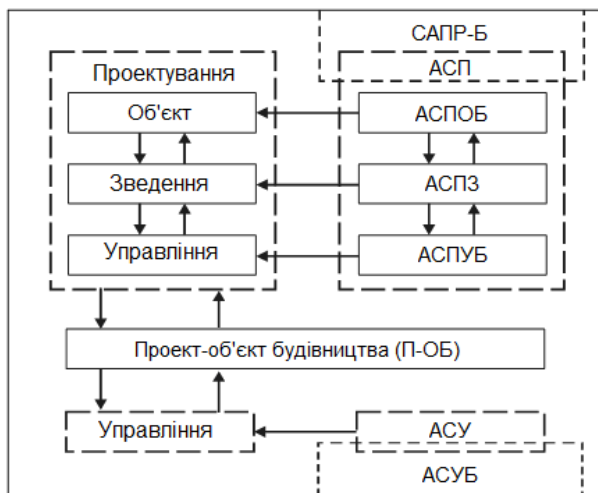 САПР-Б
Проектування
АСП
Об'єкт
АСПОБ
Зведення
АСПЗ
Управління
АСПУБ
Проект-об'єкт будівництва (П-ОБ)
Управління
АСУ
АСУБ